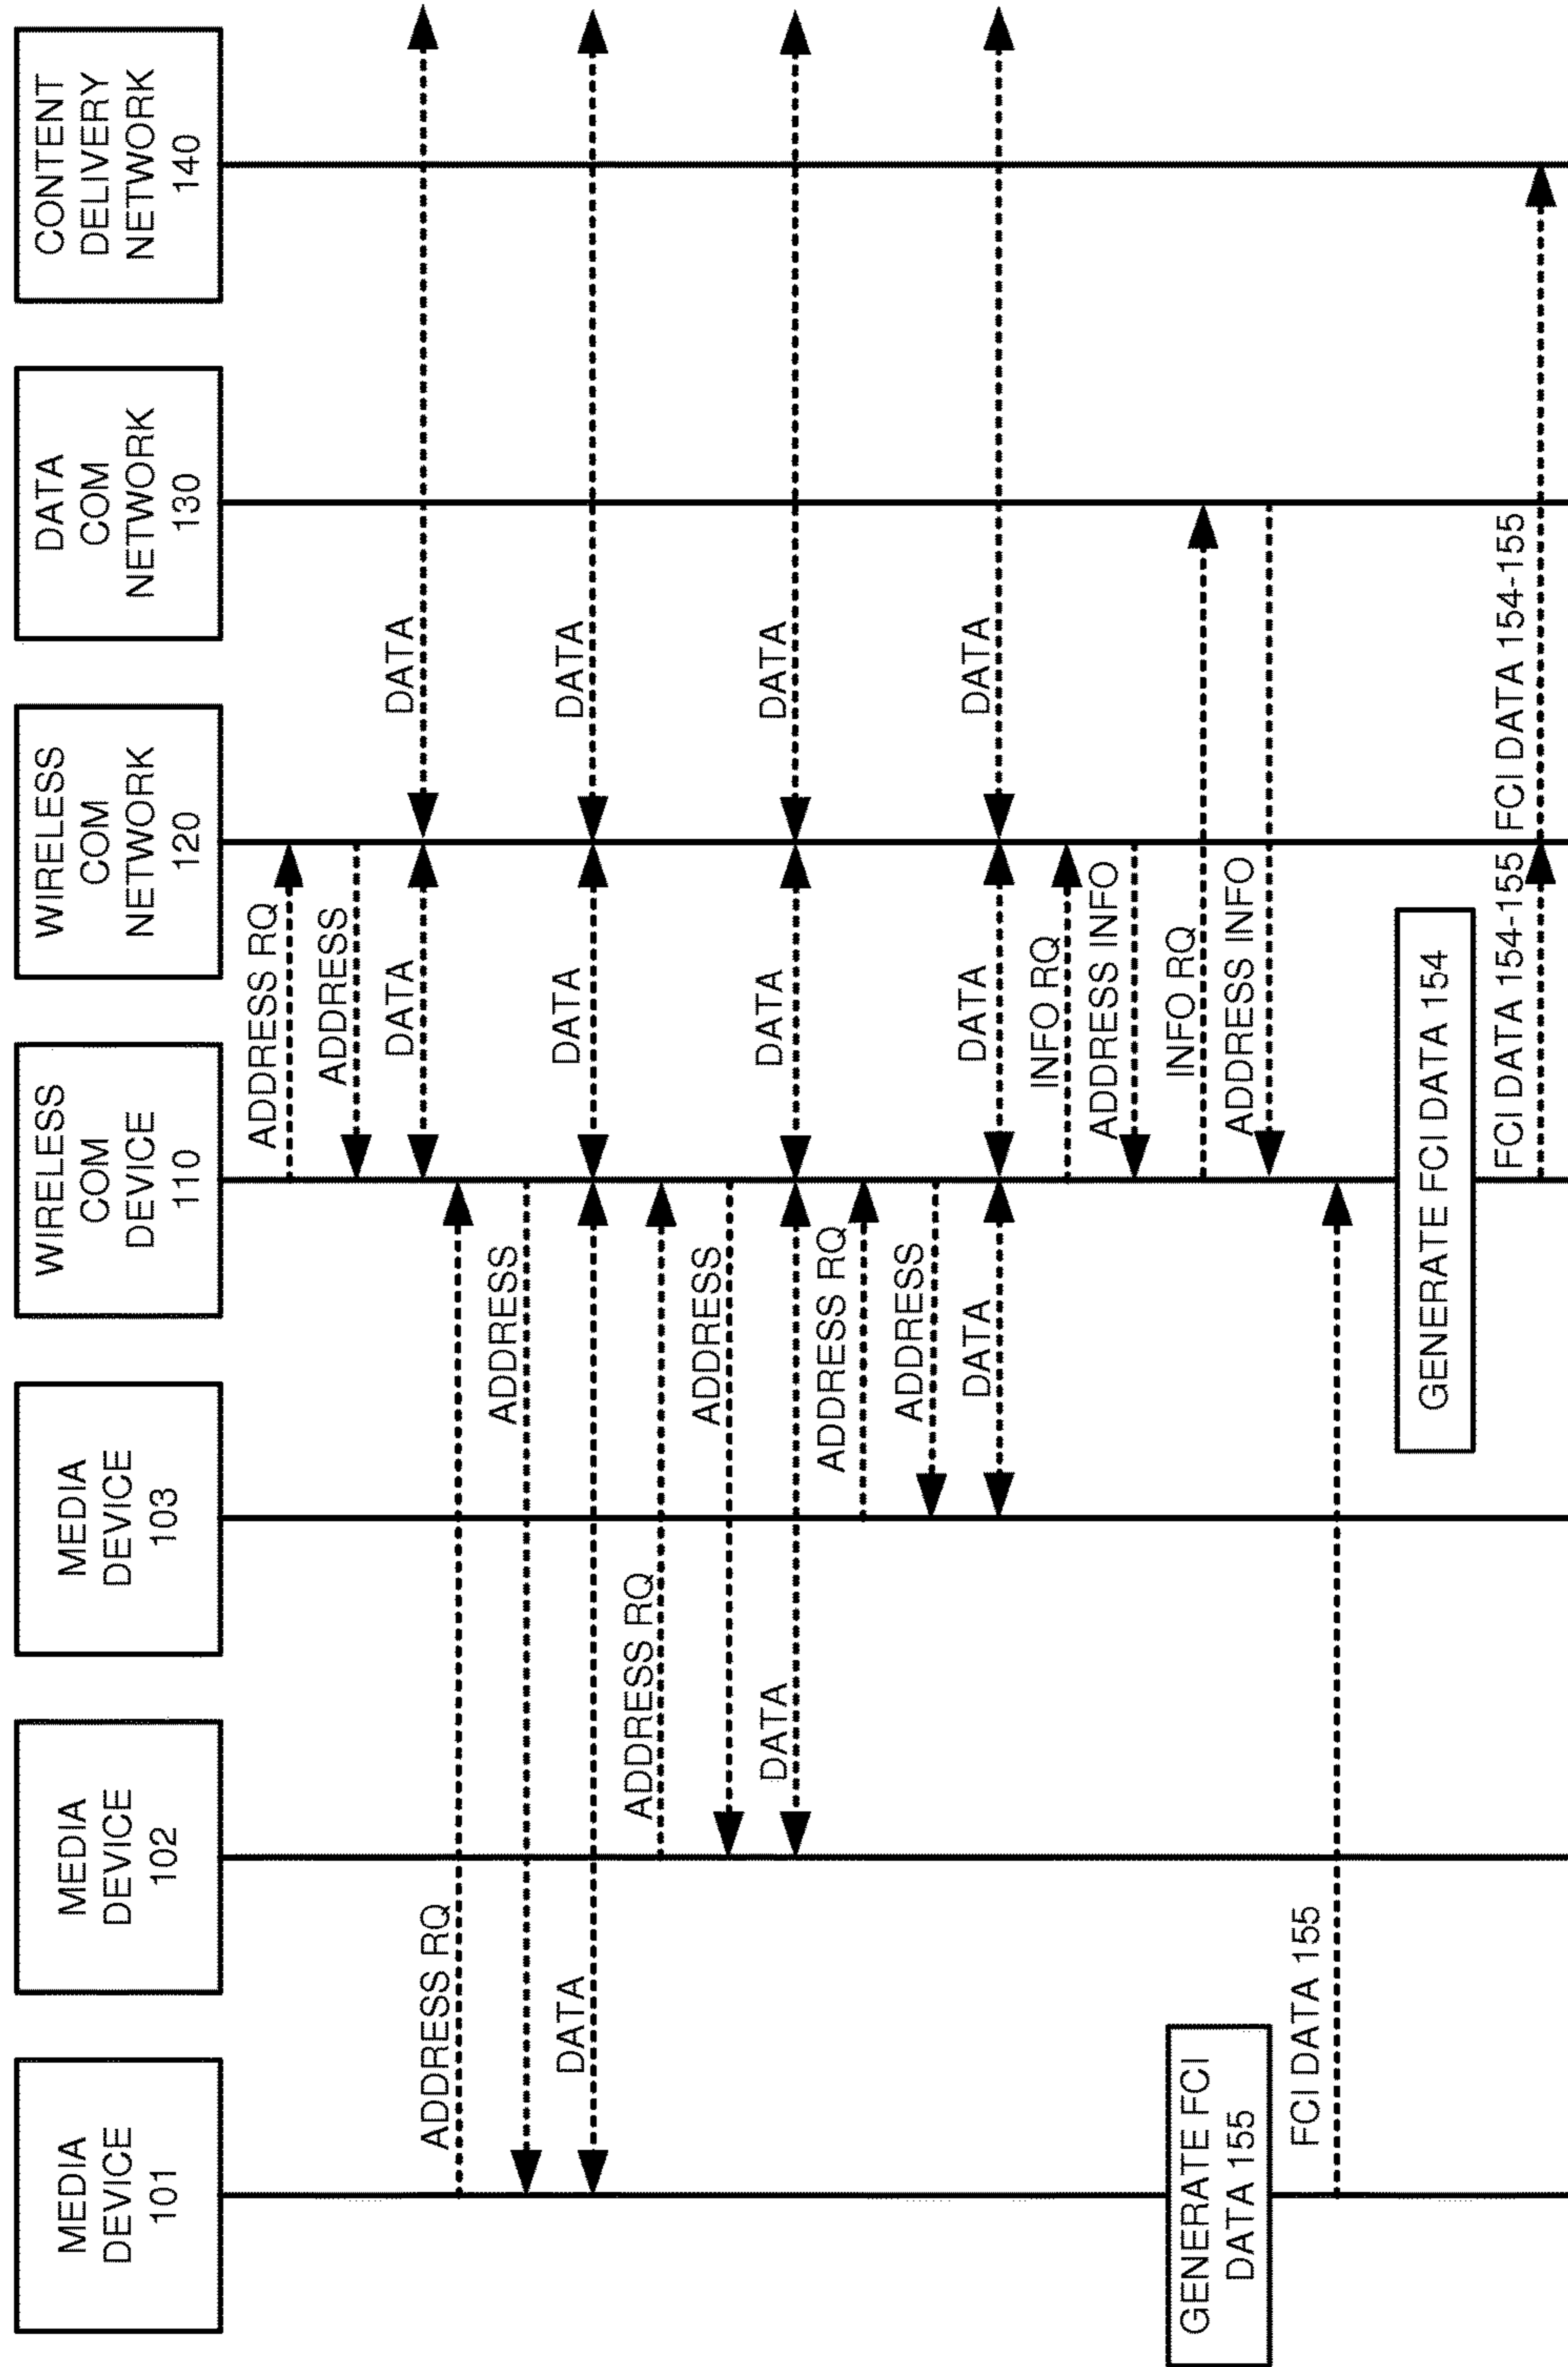 MEDIA
DEVICE
101
MEDIA
DEVICE
102
MEDIA
DEVICE
103
WIRELESS
COM
DEVICE
110
WIRELESS
COM
NETWORK
120
DATA
COM
NETWORK
130
CONTENT
DELIVERY
NETWORK
140
ADDRESS RQ
ADDRESS
DATA
DATA
ADDRESS RQ
ADDRESS
DATA
DATA
DATA
ADDRESS RQ
ADDRESS
DATA
DATA
DATA
ADDRESS RQ
ADDRESS
DATA
DATA
DATA
INFO RQ
ADDRESS INFO
INFO RQ
ADDRESS INFO
GENERATE FCI
DATA 155
FCI DATA 155
GENERATE FCI DATA 154
FCI DATA 154-155
FCI DATA 154-155